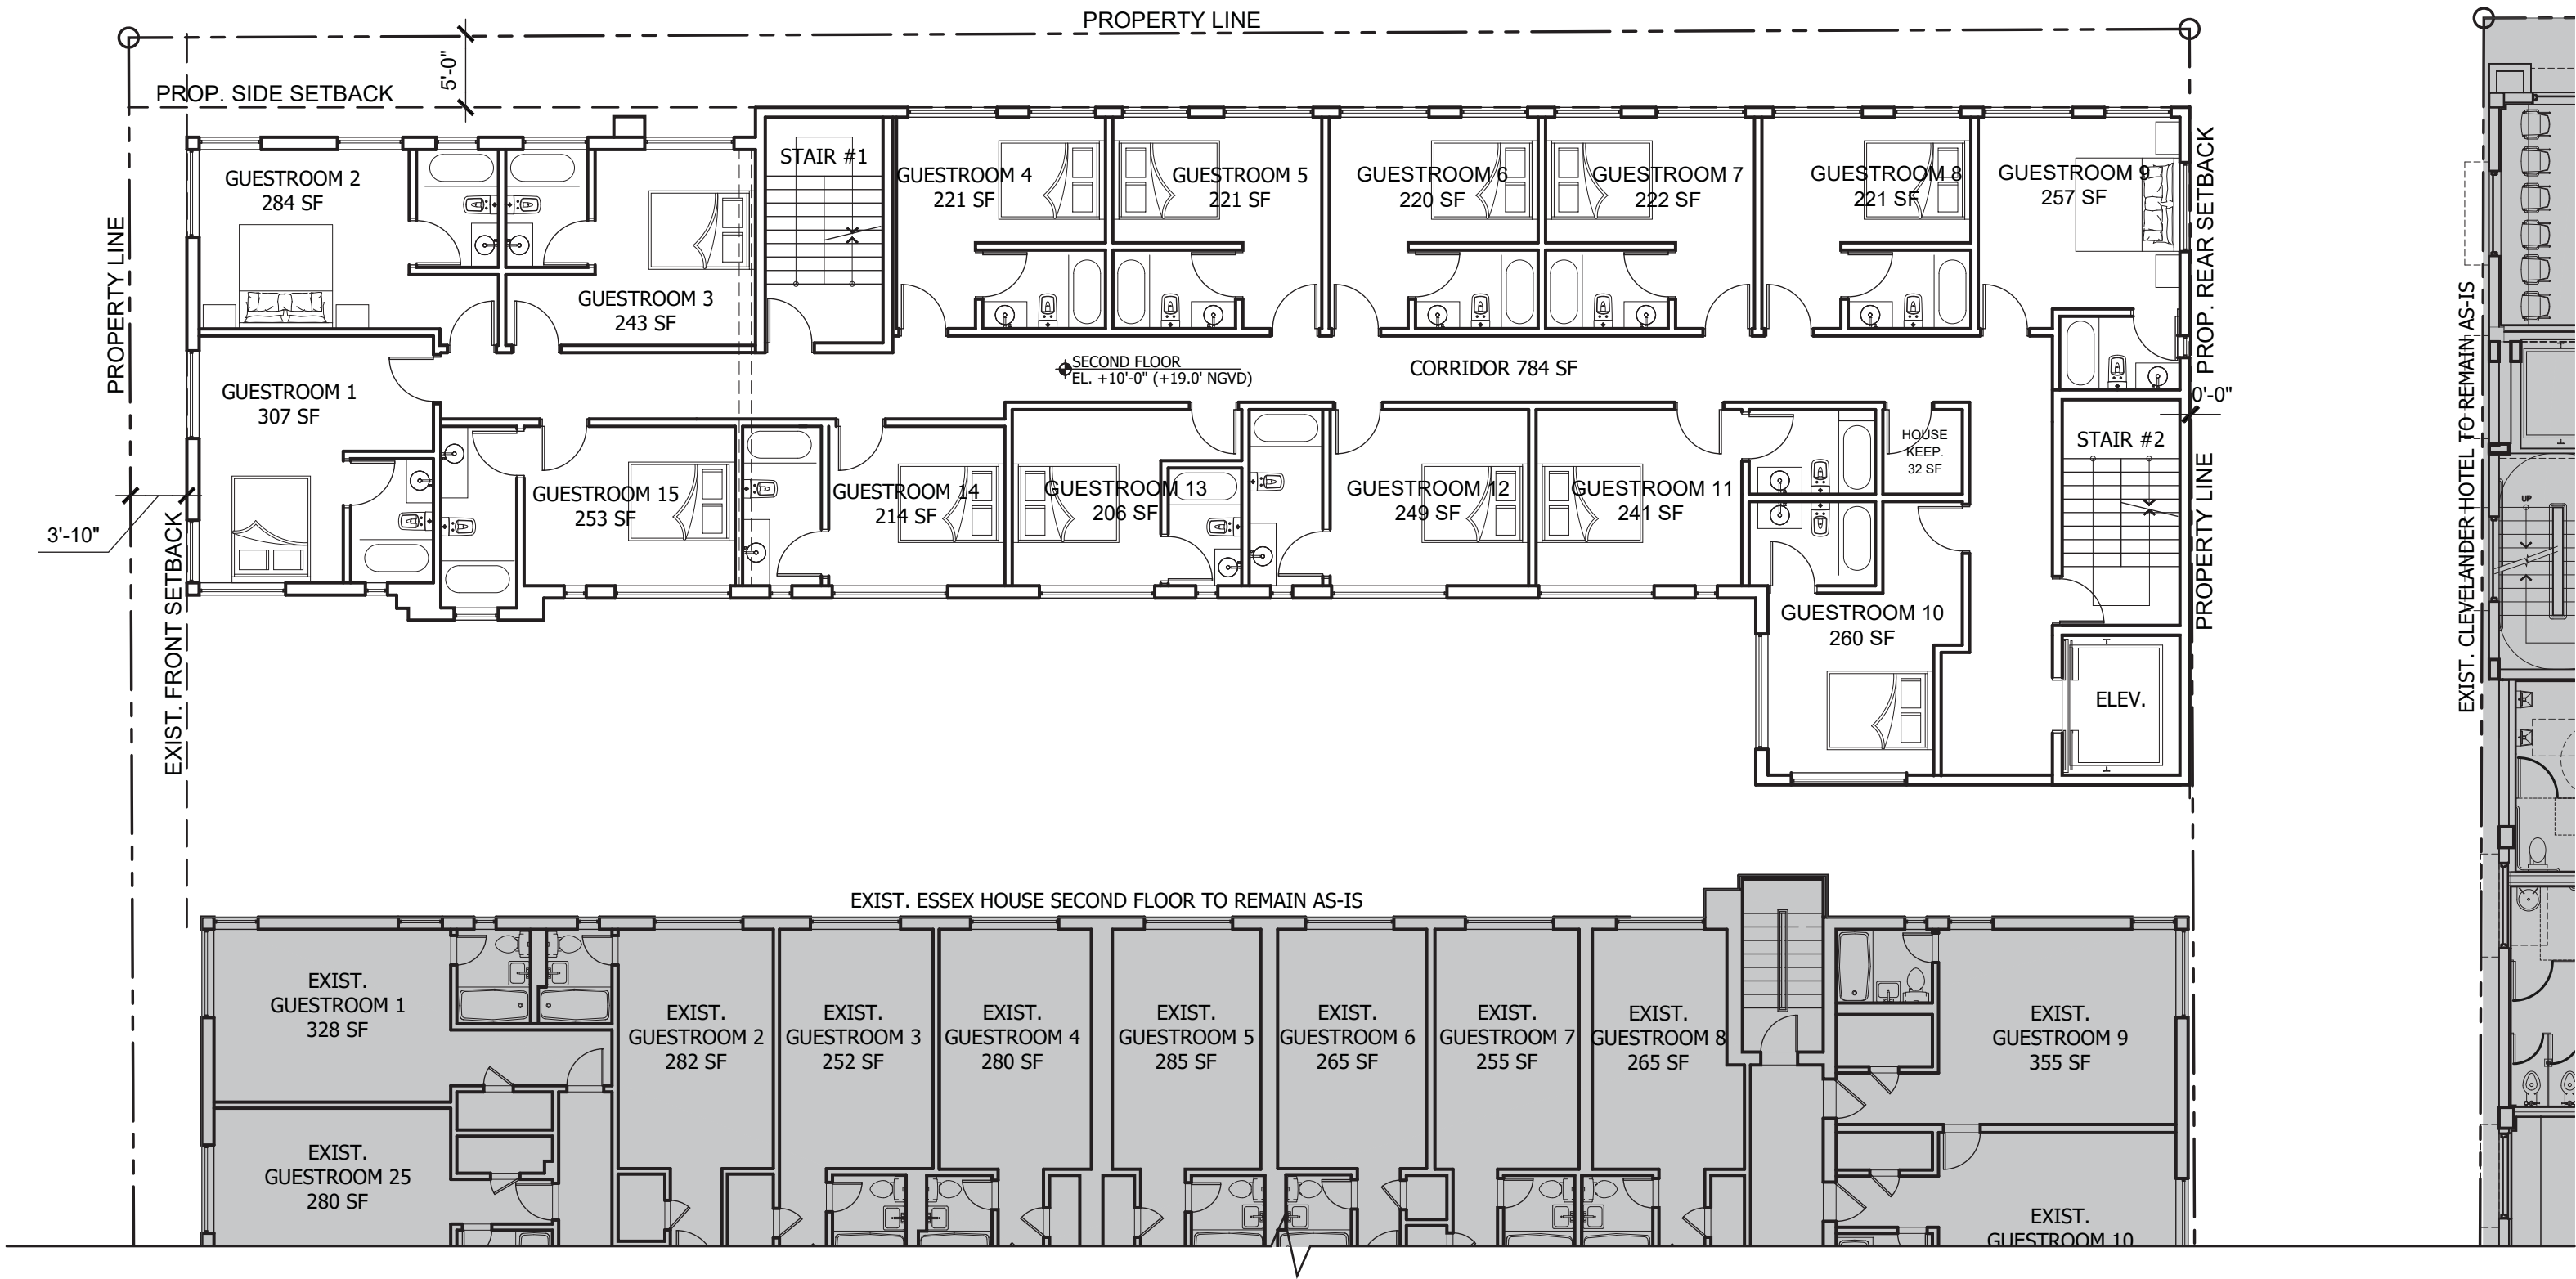 PROPERTY LINE
5'-0"
PROP. SIDE SETBACK
STAIR #1
GUESTROOM 2
284 SF
GUESTROOM 3
243 SF
GUESTROOM 4
221 SF
GUESTROOM 5
221 SF
GUESTROOM 6
220 SF
GUESTROOM 7
222 SF
GUESTROOM 8
221 SF
GUESTROOM 9
257 SF
PROP. REAR SETBACK
PROPERTY LINE
GUESTROOM 1
307 SF
SECOND FLOOR
EL. +10'-0" (+19.0' NGVD)
CORRIDOR 784 SF
0'-0"
GUESTROOM 15
253 SF
GUESTROOM 14
214 SF
GUESTROOM 13
206 SF
GUESTROOM 12
249 SF
GUESTROOM 11
241 SF
HOUSE
KEEP.
32 SF
STAIR #2
3'-10"
EXIST. FRONT SETBACK
GUESTROOM 10
260 SF
ELEV.
PROPERTY LINE
EXIST. CLEVELANDER HOTEL TO REMAIN AS-IS
UP
EXIST. ESSEX HOUSE SECOND FLOOR TO REMAIN AS-IS
EXIST.
GUESTROOM 1
328 SF
EXIST.
GUESTROOM 2
282 SF
EXIST.
GUESTROOM 3
252 SF
EXIST.
GUESTROOM 4
280 SF
EXIST.
GUESTROOM 5
285 SF
EXIST.
GUESTROOM 6
265 SF
EXIST.
GUESTROOM 7
255 SF
EXIST.
GUESTROOM 8
265 SF
EXIST.
GUESTROOM 9
355 SF
EXIST.
GUESTROOM 25
280 SF
EXIST.
GUESTROOM 10